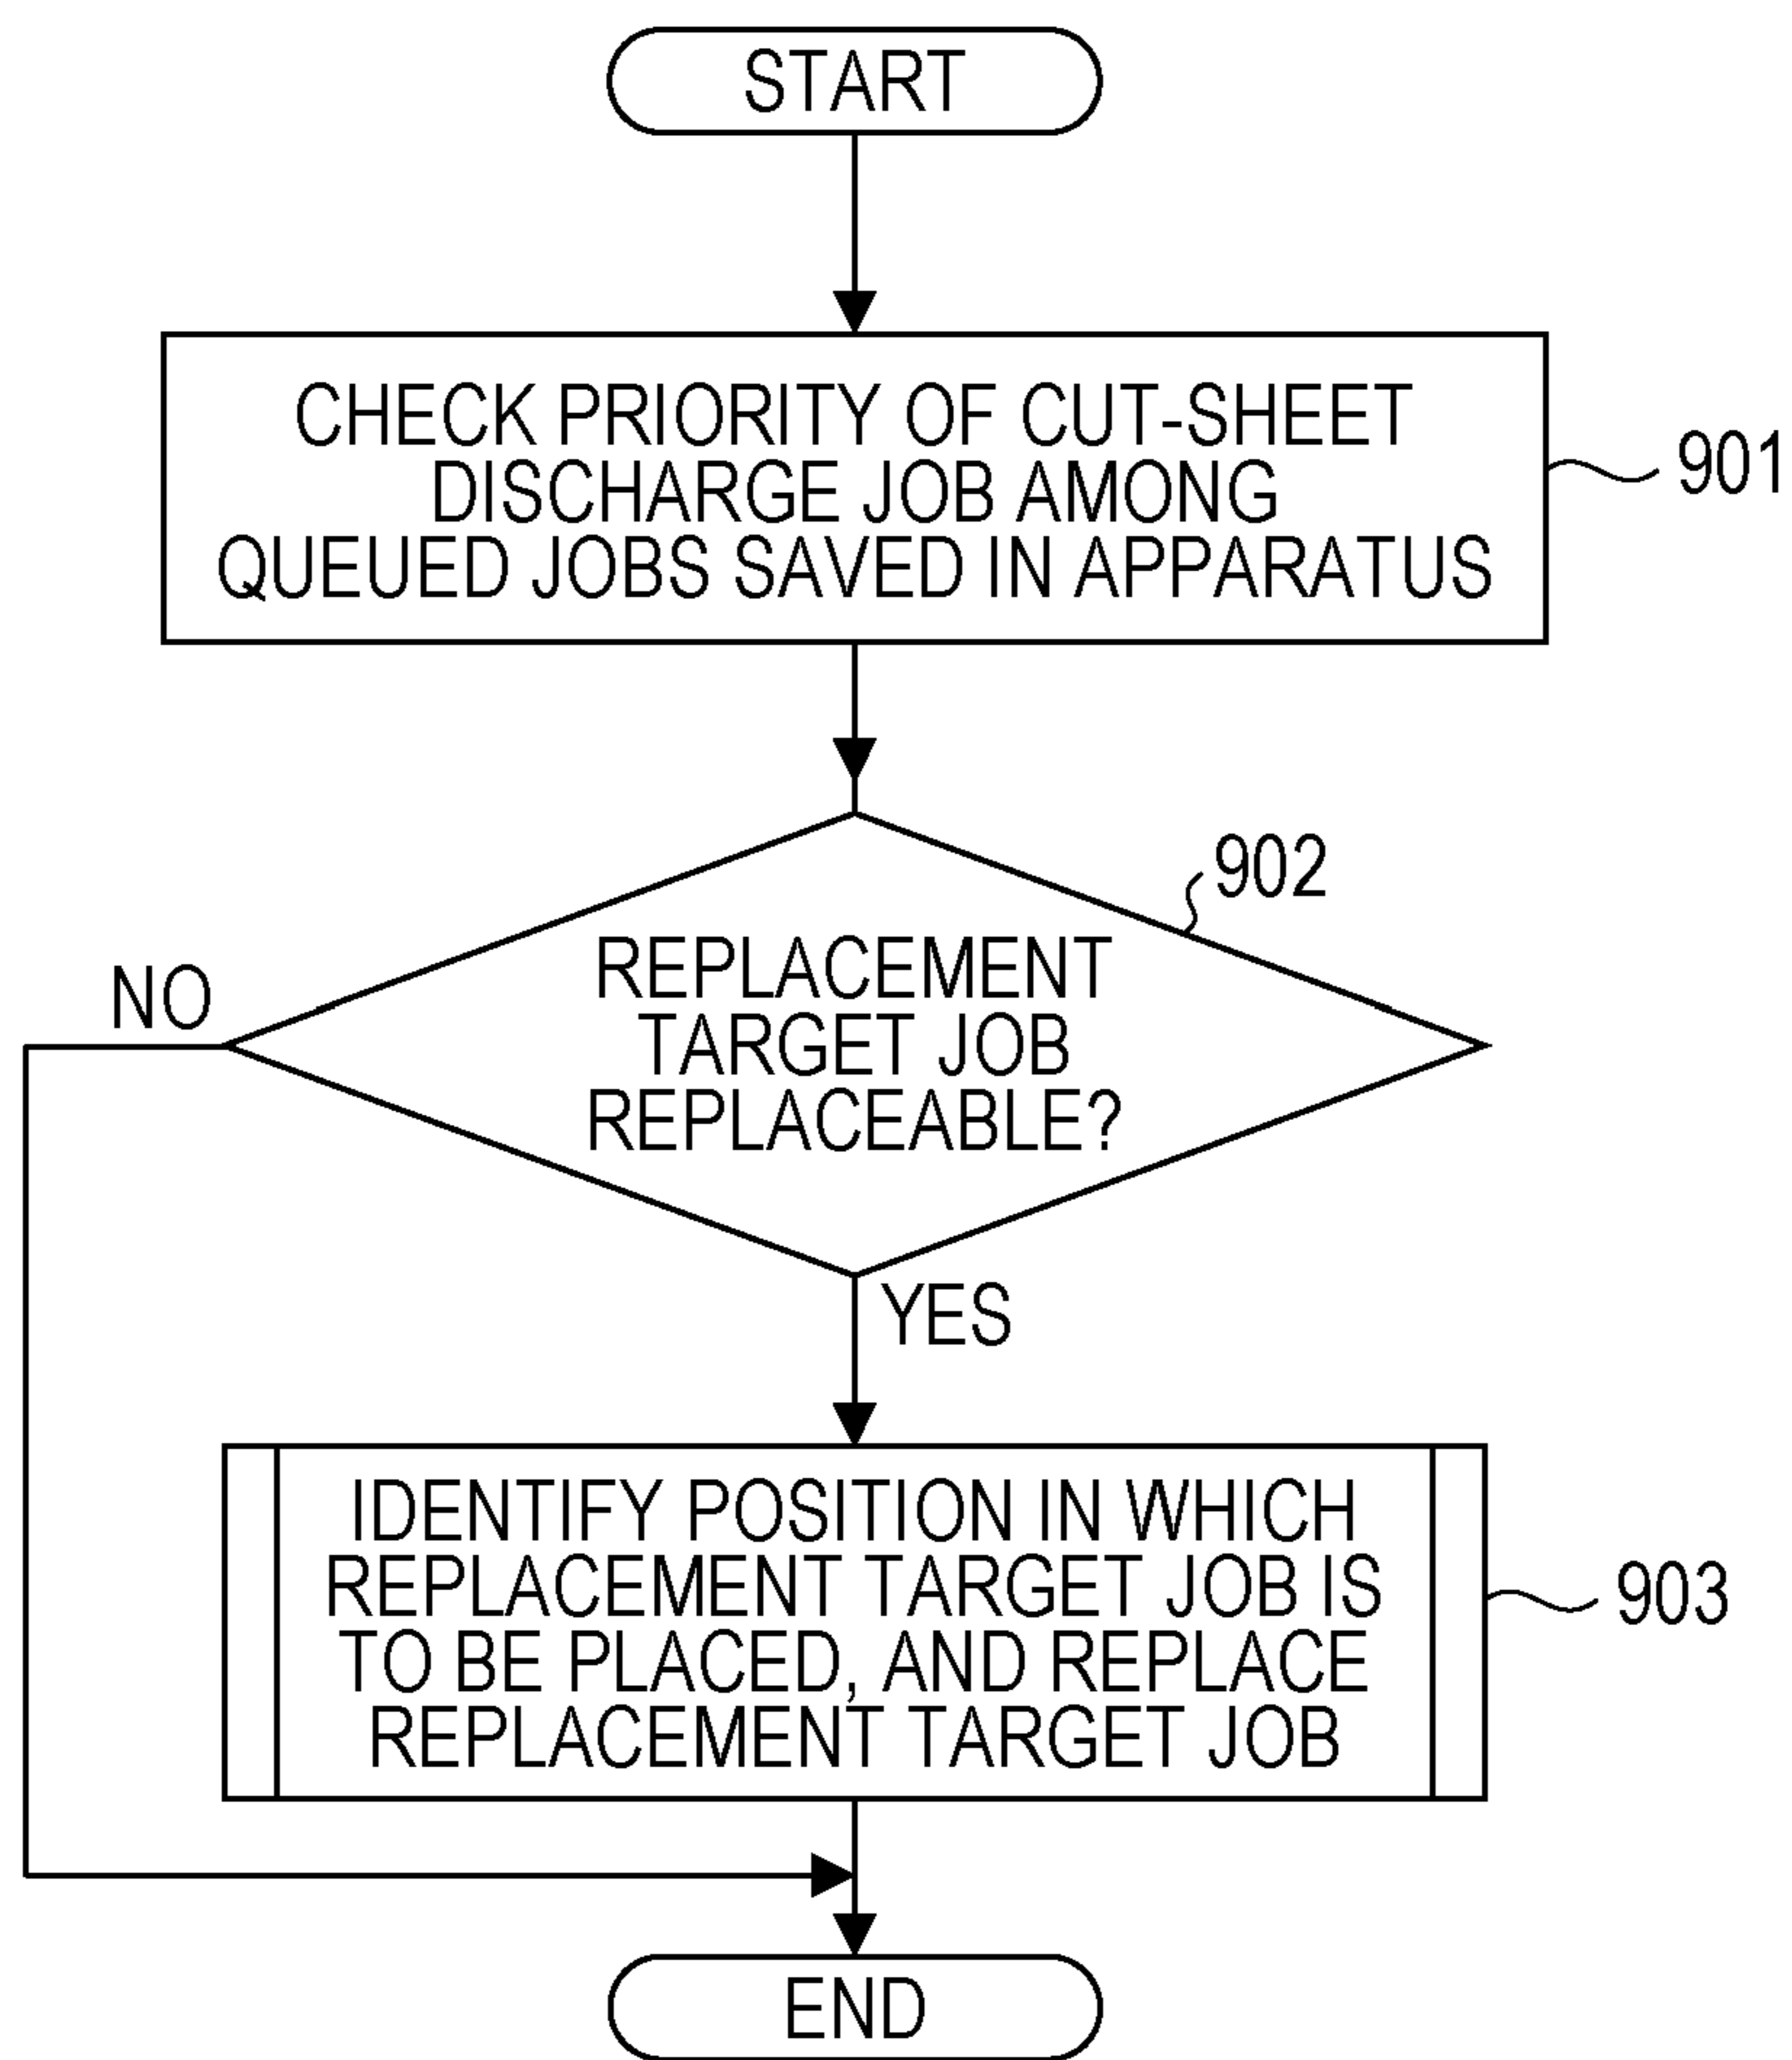 START
CHECK PRIORITY OF CUT-SHEET
DISCHARGE JOB AMONG
QUEUED JOBS SAVED IN APPARATUS
901
902
REPLACEMENT
TARGET JOB
REPLACEABLE?
NO
YES
IDENTIFY POSITION IN WHICH
REPLACEMENT TARGET JOB IS
TO BE PLACED, AND REPLACE
REPLACEMENT TARGET JOB
903
END